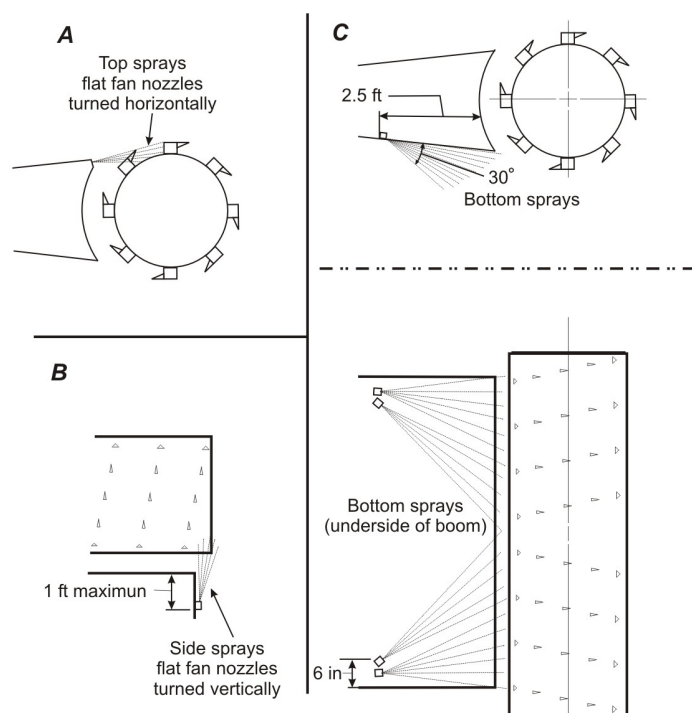 A
Top sprays
flat fan nozzles
turned horizontally
B
1 ft maximun
Side sprays
flat fan nozzles
turned vertically
C
2.5 ft
30°
Bottom sprays
Bottom sprays
(underside of boom)
6 in